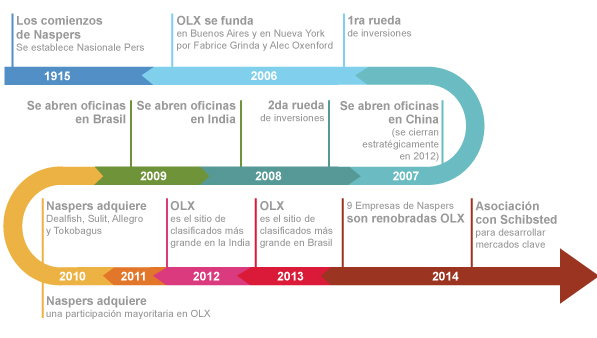 Los comienzos
de Naspers
Se establece Nasionale Pers
OLX se funda
en Buenos Aires y en Nueva York
por Fabrice Grinda y Alec Oxenford
1ra rueda
de inversiones
1915
2006
Se abren oficinas
en Brasil
Se abren oficinas
en India
2da rueda
de inversiones
Se abren oficinas
en China
(se cierran
estratégicamente
en 2012)
2009
2008
2007
Naspers adquiere
Dealfish, Sulit, Allegro
y Tokobagus
OLX
es el sitio de
clasificados más
grande en la India
OLX
es el sitio de
clasificados más
grande en Brasil
9 Empresas de Naspers
son renobradas OLX
Asociación
con Schibsted
para desarrollar
mercados clave
2010
2011
2012
2013
2014
Naspers adquiere
una participación mayoritaria en OLX